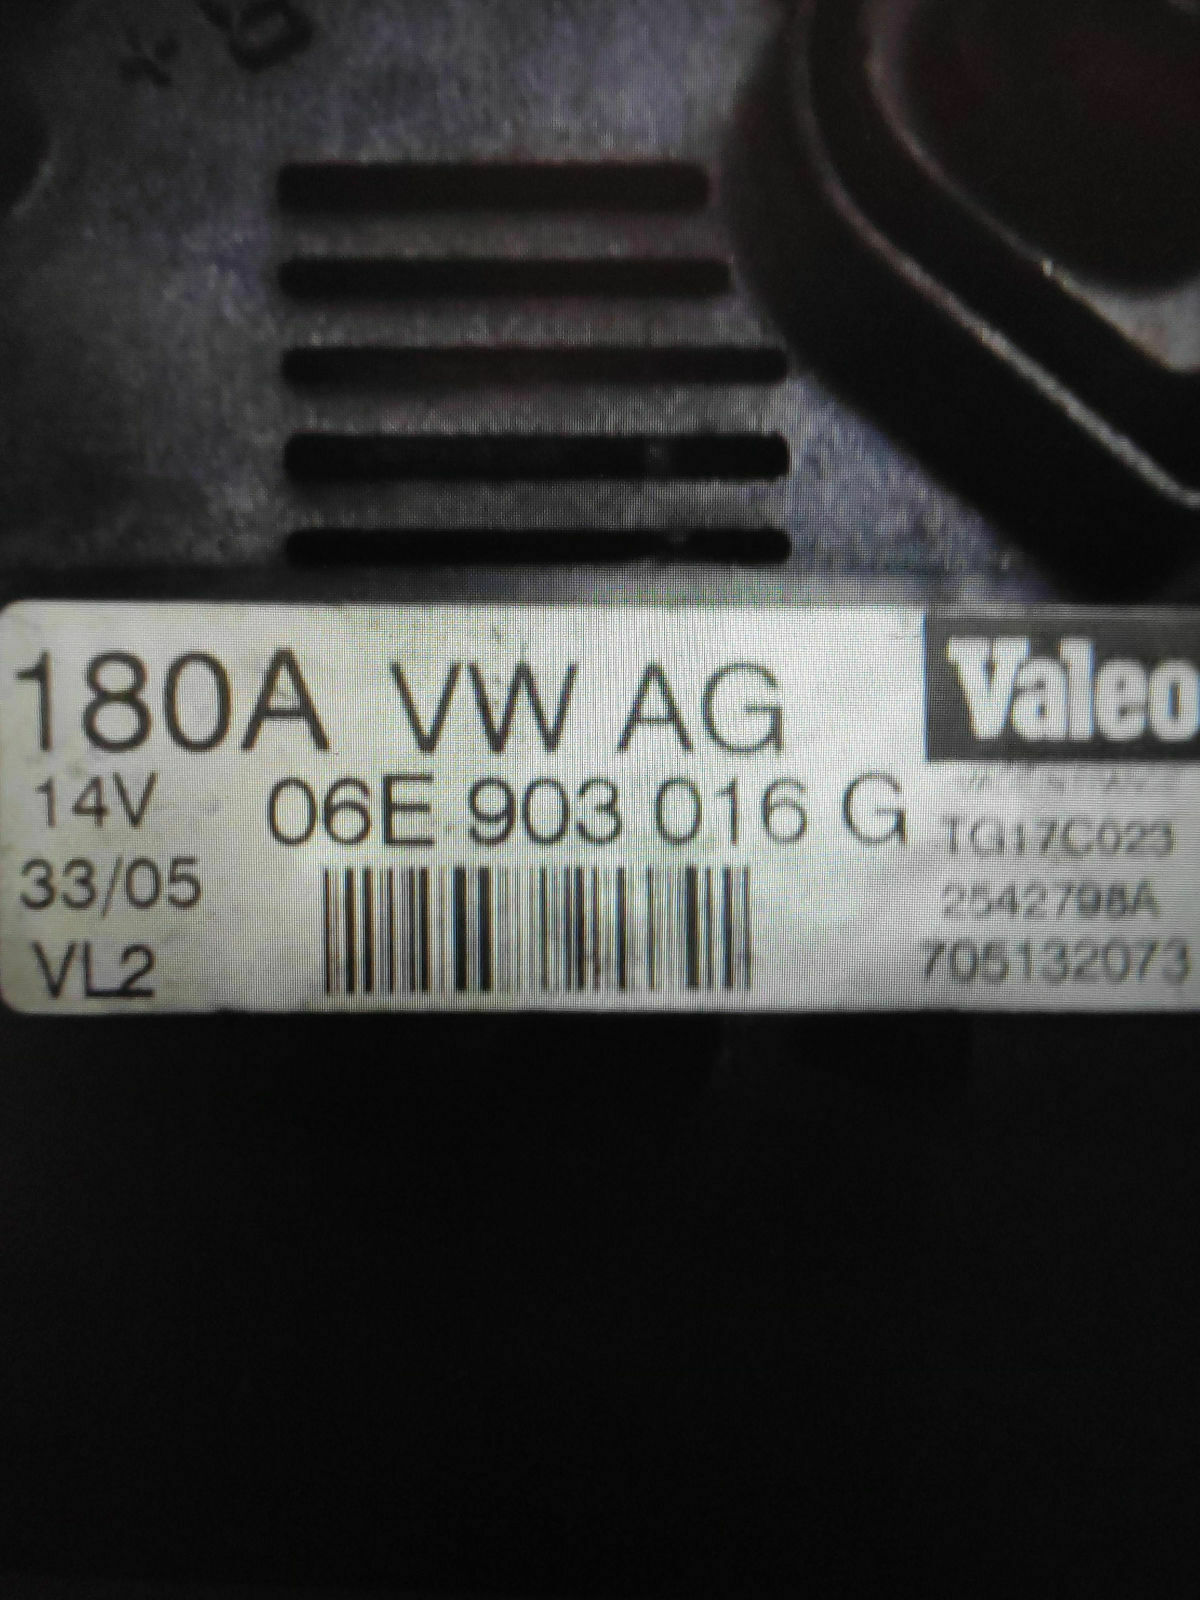 180A VW AG
14V 06E 903 016 G
33/05
VL2
Valeo
TG17C023
2542798A
705132073